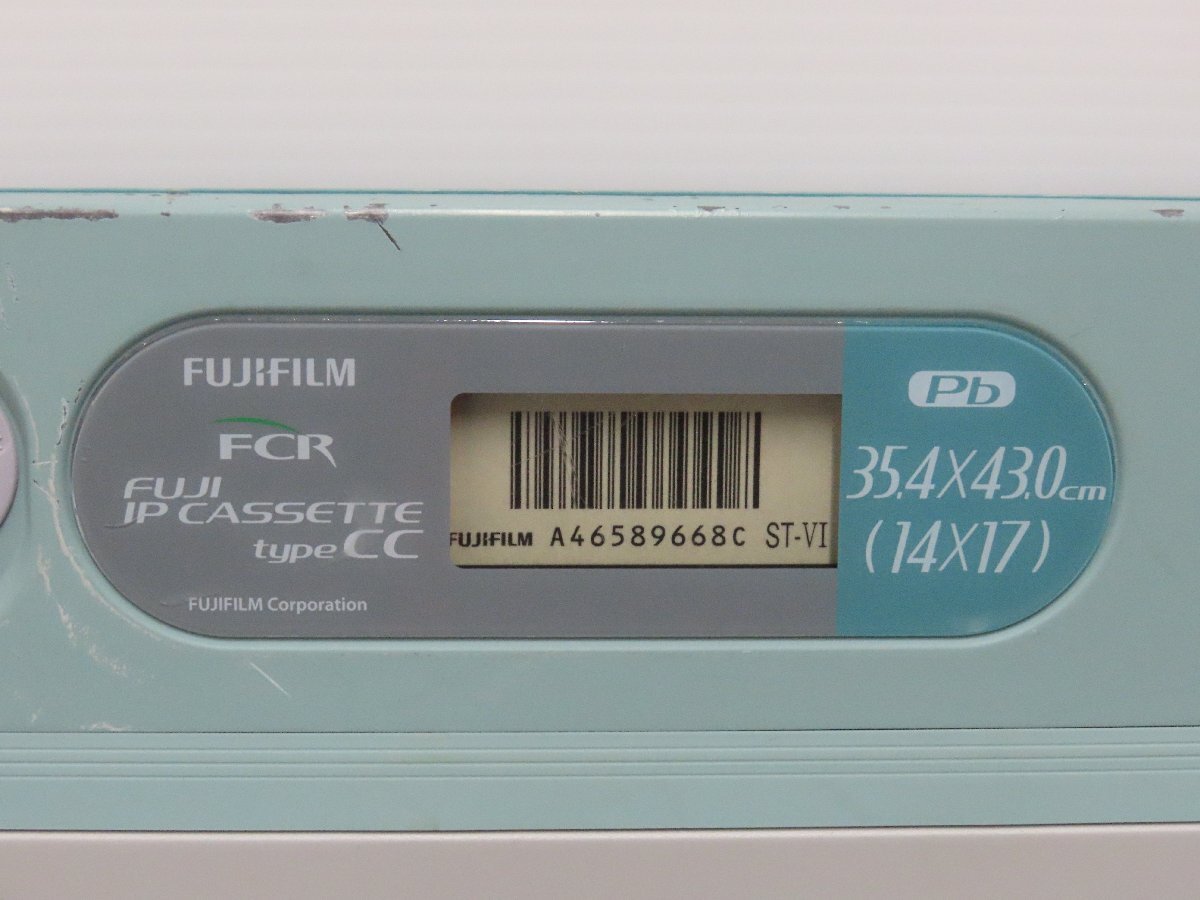 FUJIFILM
FCR
FUJI
IP CASSETTE
type CC
FUJIFILM Corporation
FUJIFILM A46589668C ST-VI
Pb
35.4X43.0cm
(14X17)